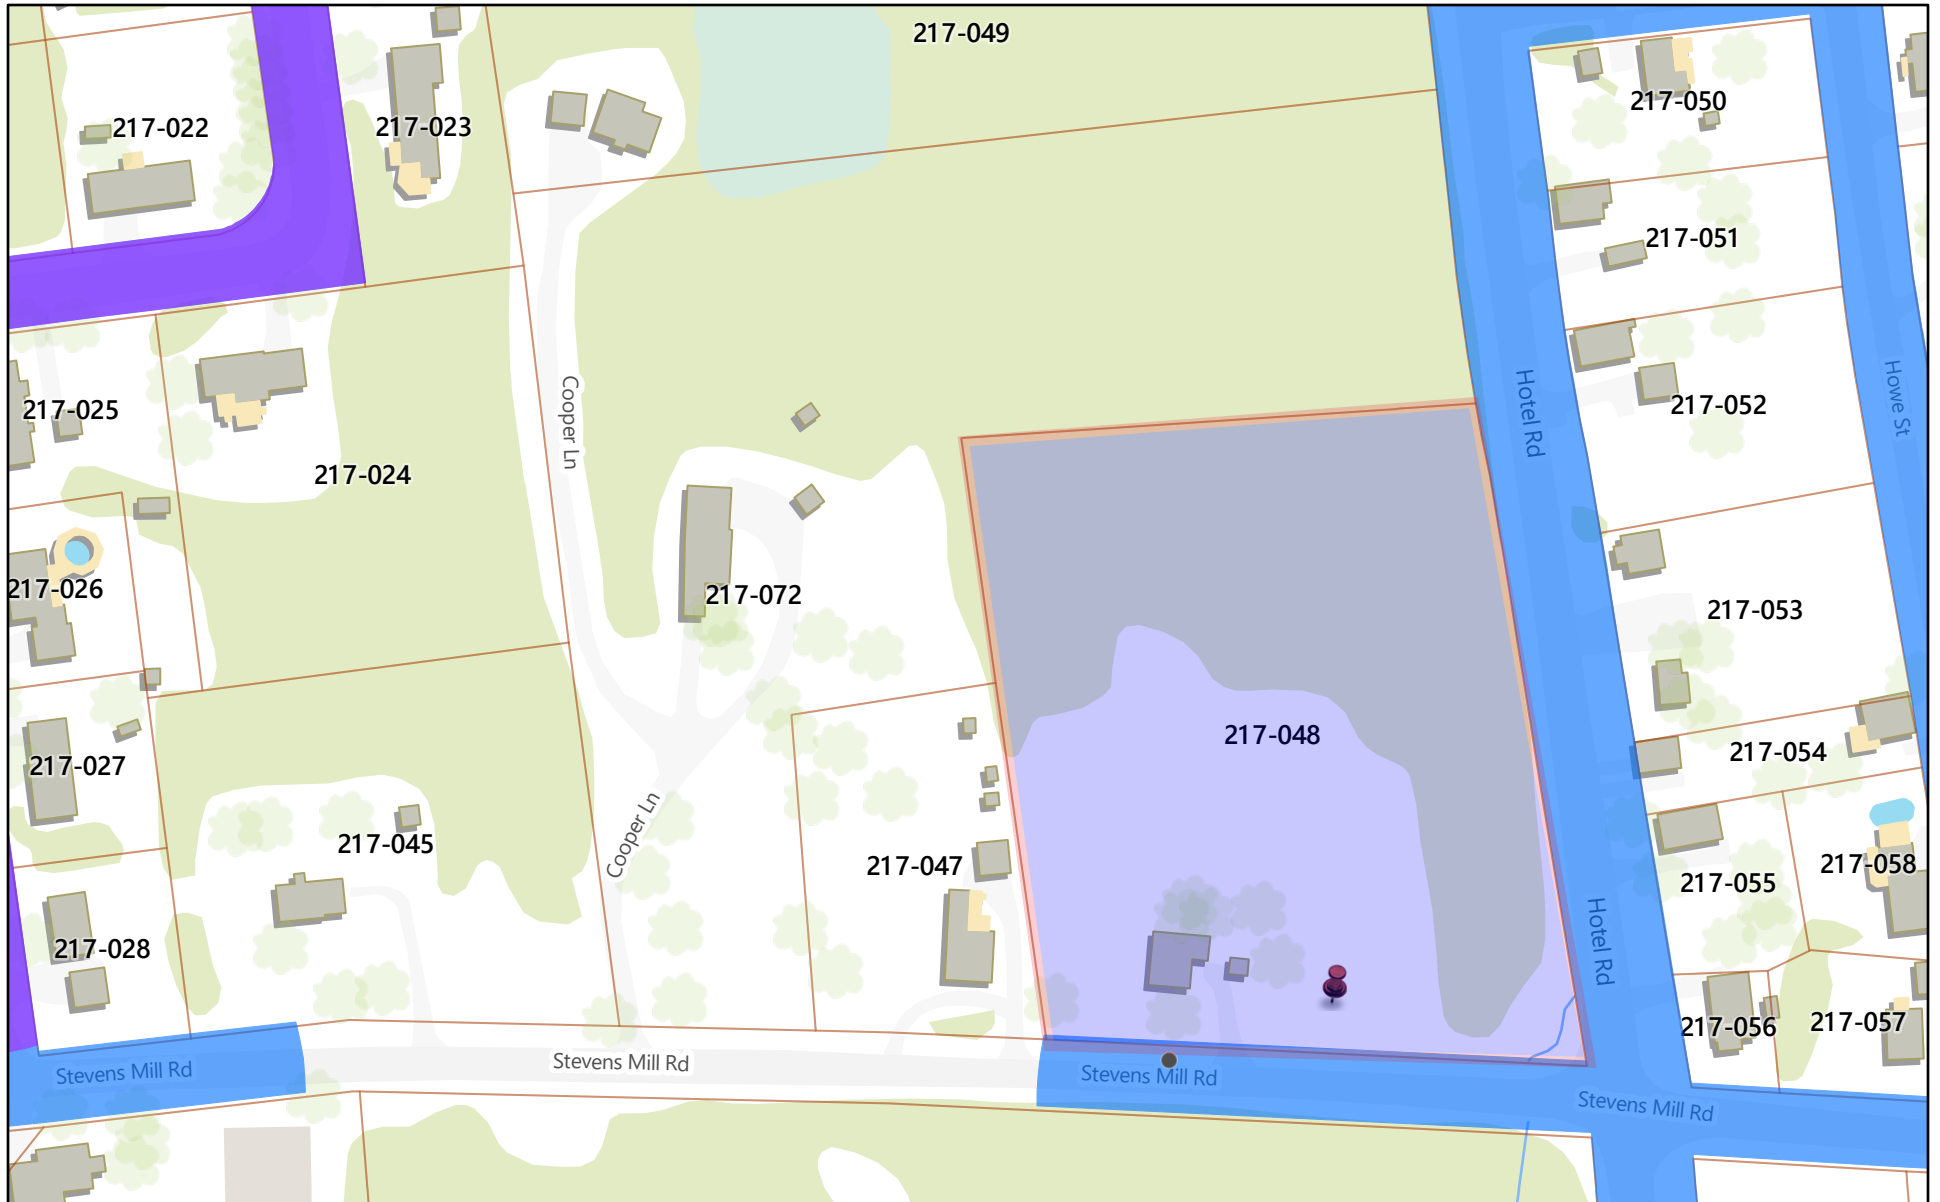 217-049
217-050
217-022
217-023
217-051
Cooper Ln
Hotel Rd
Howe St
217-025
217-052
217-024
217-026
217-072
217-053
217-048
217-054
217-027
Cooper Ln
217-045
217-047
217-058
217-055
Hotel Rd
217-028
217-056
217-057
Stevens Mill Rd
Stevens Mill Rd
Stevens Mill Rd
Stevens Mill Rd